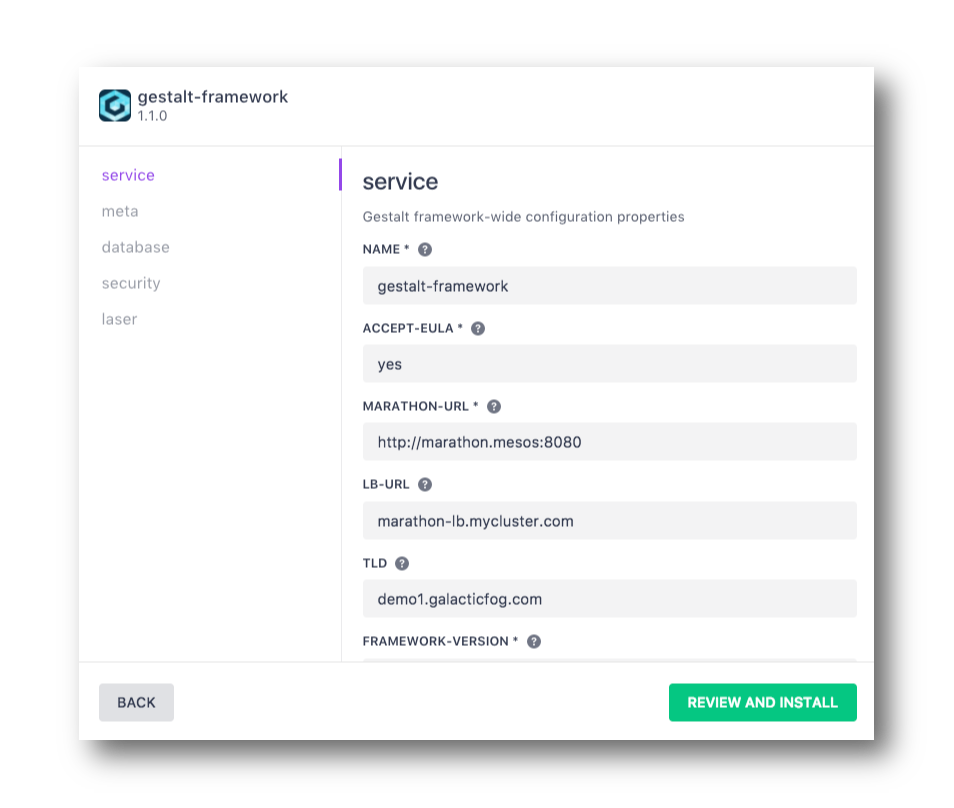 gestalt-framework
1.1.0
service
meta
database
security
laser
service
Gestalt framework-wide configuration properties
NAME * ?
gestalt-framework
ACCEPT-EULA * ?
yes
MARATHON-URL * ?
http://marathon.mesos:8080
LB-URL ?
marathon-lb.mycluster.com
TLD ?
demo1.galacticfog.com
FRAMEWORK-VERSION * ?
BACK
REVIEW AND INSTALL